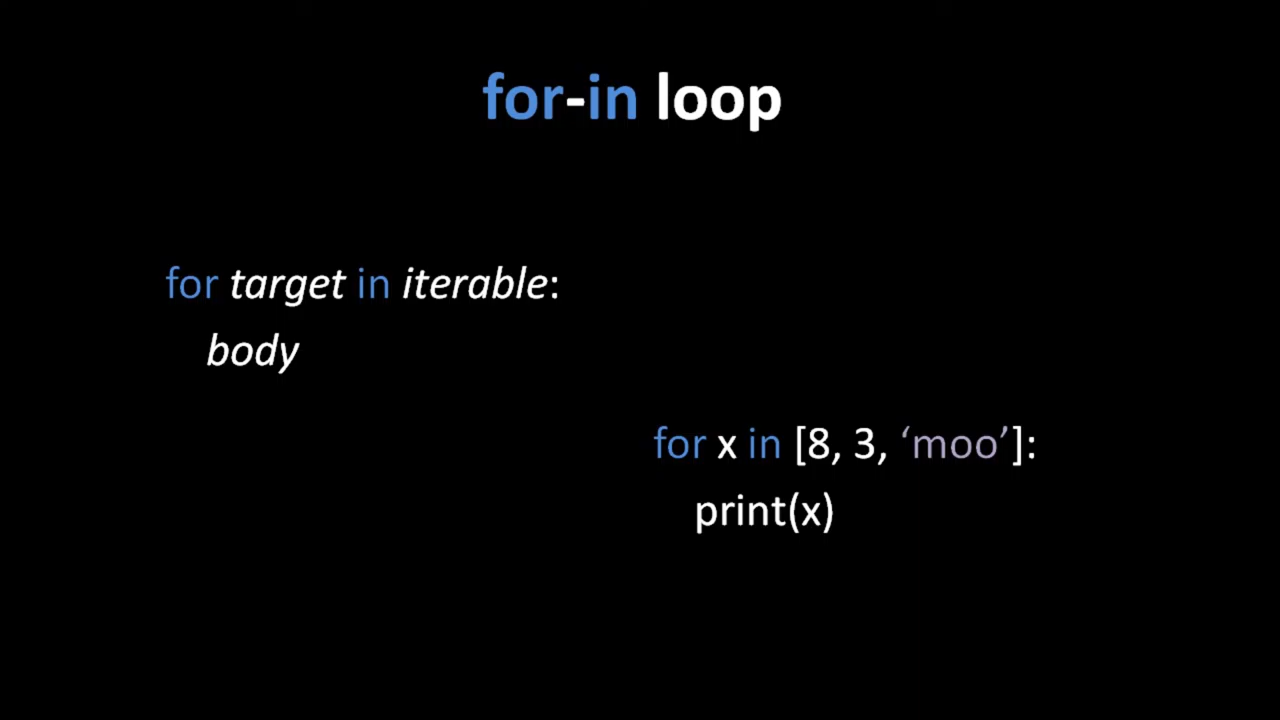 for-in loop
for target in iterable:
body
for x in [8, 3, ‘moo’]:
print(x)